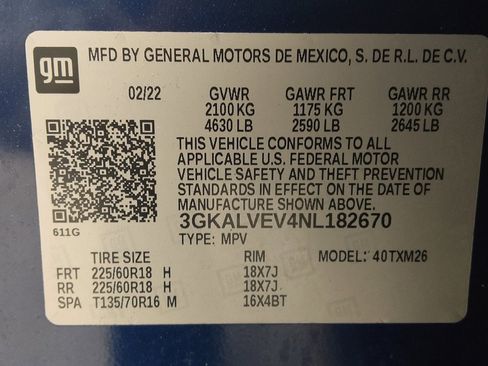 gm
MFD BY GENERAL MOTORS DE MEXICO, S. DE R.L. DE C.V.
02/22 GVWR GAWR FRT GAWR RR
2100 KG 1175 KG 1200 KG
4630 LB 2590 LB 2645 LB
THIS VEHICLE CONFORMS TO ALL
APPLICABLE U.S. FEDERAL MOTOR
VEHICLE SAFETY AND THEFT PREVENTION
STANDARDS IN EFFECT ON THE DATE OF
MANUFACTURE SHOWN ABOVE.
611G
3GKALVEV4NL182670
TYPE: MPV
TIRE SIZE RIM MODEL: 40TXM26
FRT 225/60R18 H 18X7J
RR 225/60R18 H 18X7J
SPA T135/70R16 M 16X4BT